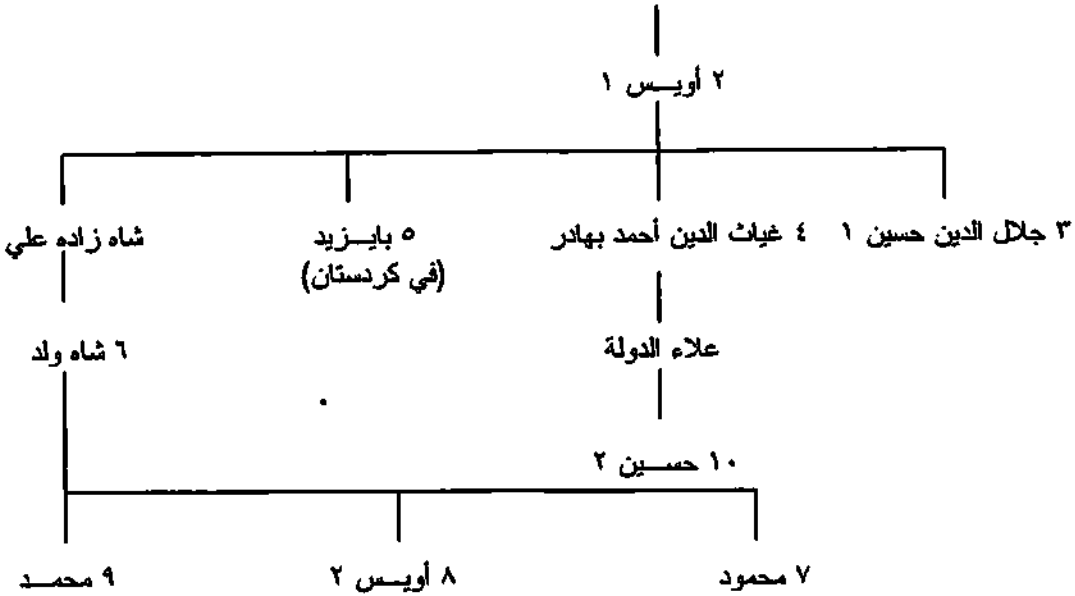 ٢ أويس ١
٣ جلال الدين حسين ١
٤ غياث الدين أحمد بهادر
٥ بايزيد
(في كردستان)
شاه زاده علي
علاء الدولة
٦ شاه ولد
١٠ حسين ٢
٧ محمود
٨ أويس ٢
٩ محمد